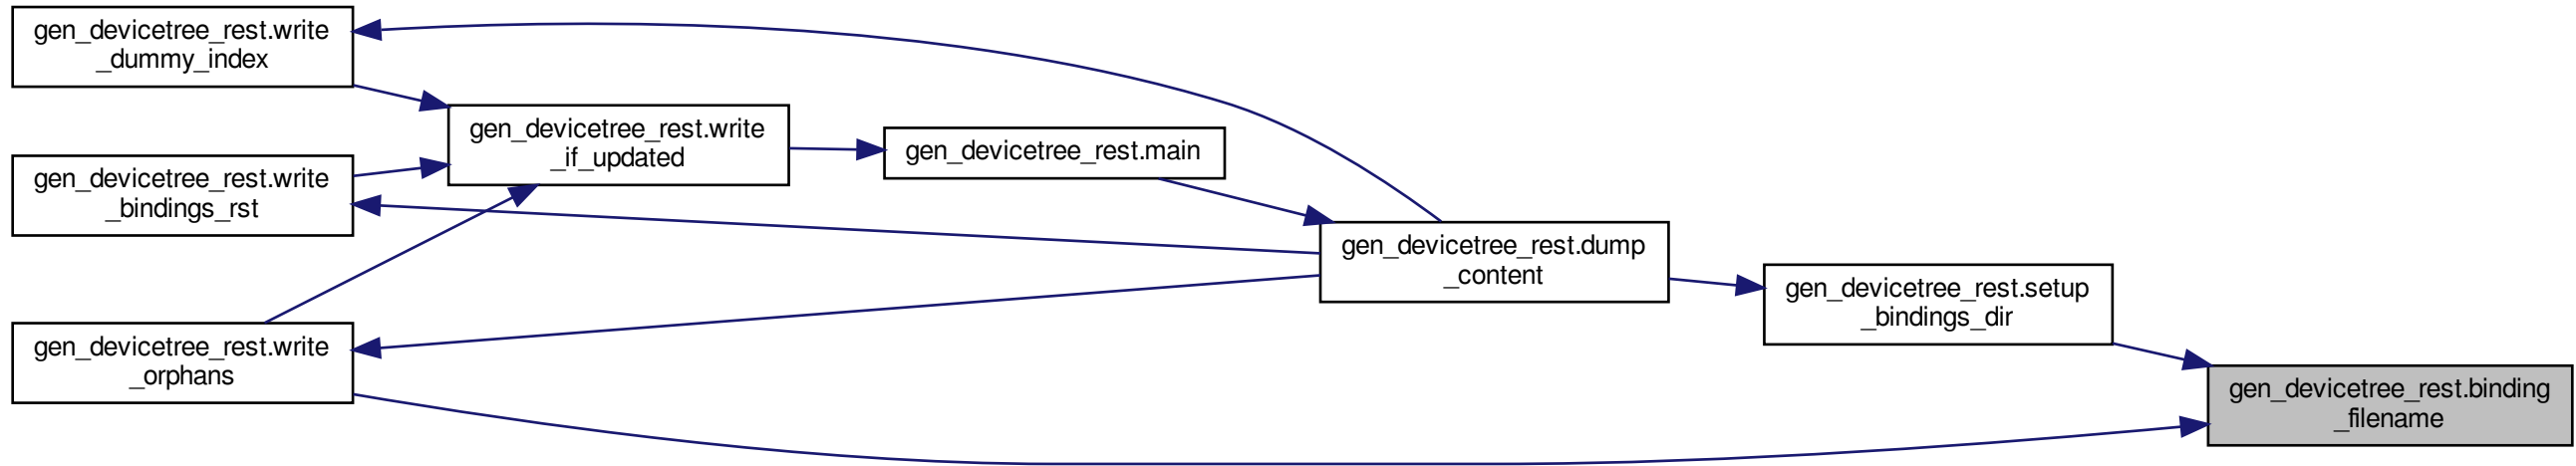 gen_devicetree_rest.write
_dummy_index
gen_devicetree_rest.write
_if_updated
gen_devicetree_rest.main
gen_devicetree_rest.write
_bindings_rst
gen_devicetree_rest.dump
_content
gen_devicetree_rest.setup
_bindings_dir
gen_devicetree_rest.write
_orphans
gen_devicetree_rest.binding
_filename